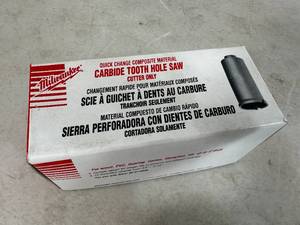 Milwaukee
QUICK CHANGE COMPOSITE MATERIAL
CARBIDE TOOTH HOLE SAW
CUTTER ONLY
CHANGEMENT RAPIDE POUR MATÉRIAUX COMPOSÉS
SCIE À GUICHET À DENTS AU CARBURE
TRANCHOIR SEULEMENT
MATERIAL COMPUESTO DE CAMBIO RÁPIDO
SIERRA PERFORADORA CON DIENTES DE CARBURO
CORTADORA SOLAMENTE
Milwaukee